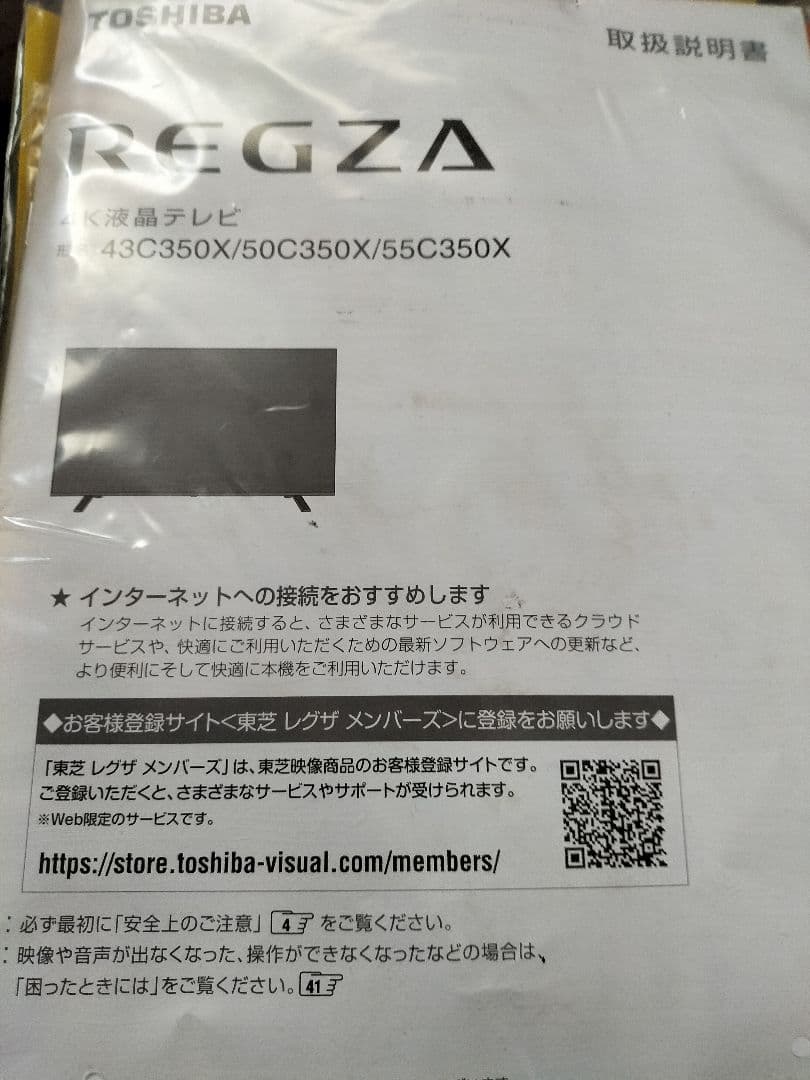 TOSHIBA
取扱説明書
REGZA
4K液晶テレビ
形名 43C350X/50C350X/55C350X
★ インターネットへの接続をおすすめします
インターネットに接続すると、さまざまなサービスが利用できるクラウド
サービスや、快適にご利用いただくための最新ソフトウェアへの更新など、
より便利にそして快適に本機をご利用いただけます。
◆お客様登録サイト<東芝 レグザ メンバーズ>に登録をお願いします◆
「東芝 レグザ メンバーズ」は、東芝映像商品のお客様登録サイトです。
ご登録いただくと、さまざまなサービスやサポートが受けられます。
※Web限定のサービスです。
https://store.toshiba-visual.com/members/
: 必ず最初に「安全上のご注意」 4 をご覧ください。
: 映像や音声が出なくなった、操作ができなくなったなどの場合は、
「困ったときには」をご覧ください。 41